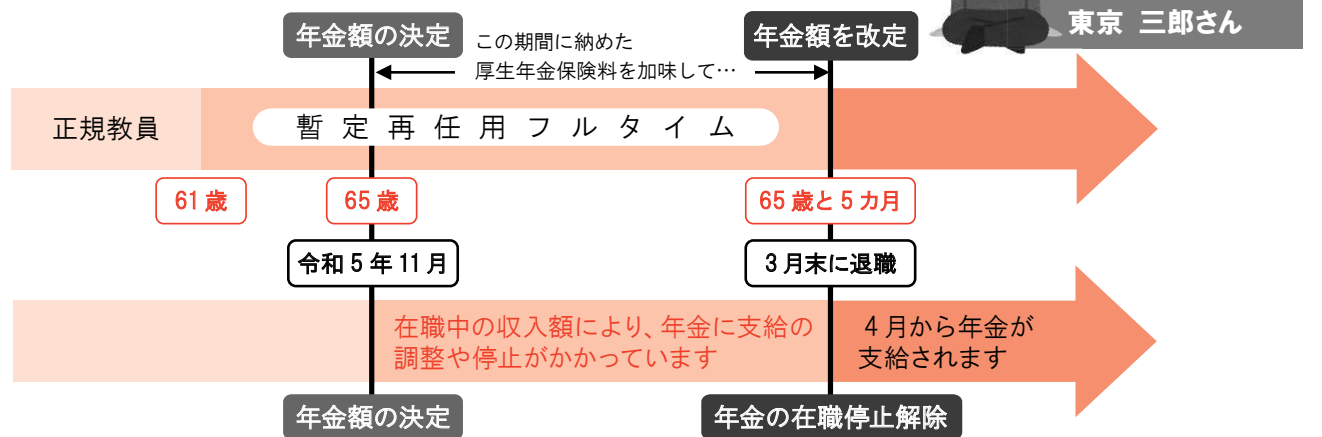 東京 三郎さん
年金額の決定
この期間に納めた
厚生年金保険料を加味して…
年金額を改定
正規教員
暫定再任用フルタイム
61歳
65歳
65歳と5カ月
令和5年11月
3月末に退職
在職中の収入額により、年金に支給の
調整や停止がかかっています
4月から年金が
支給されます
年金額の決定
年金の在職停止解除